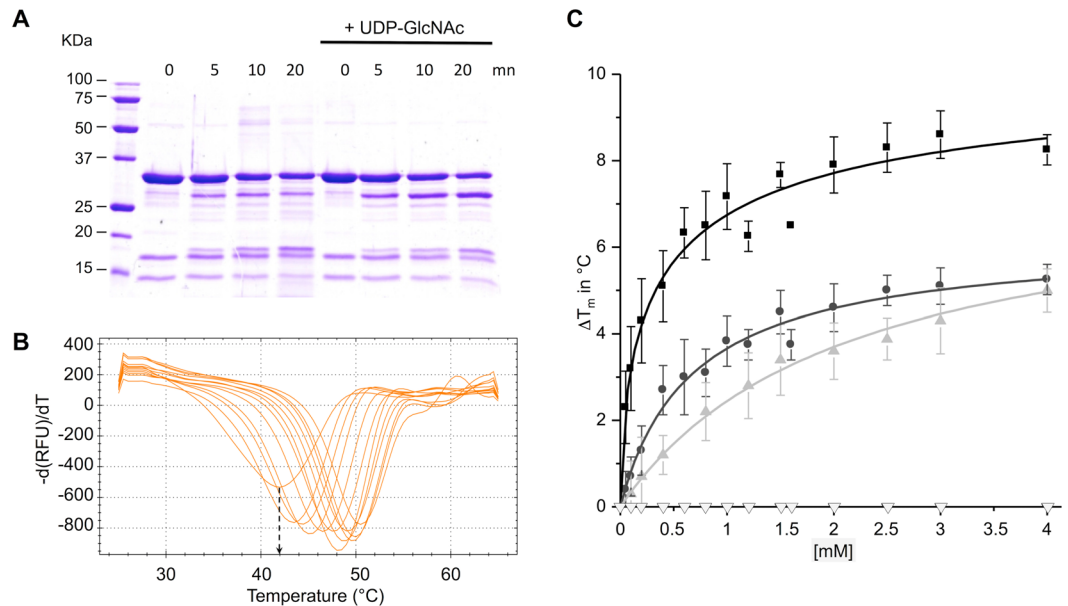 A
+ UDP-GlcNAc
KDa
0 5 10 20 0 5 10 20 mn
100
75
50
37
25
20
15
B
400
200
0
-200
-400
-600
-800
-d(RFU)/dT
30 40 50 60
Temperature (°C)
C
10
8
6
4
2
0
ΔTm in °C
0 0.5 1 1.5 2 2.5 3 3.5 4
[mM]